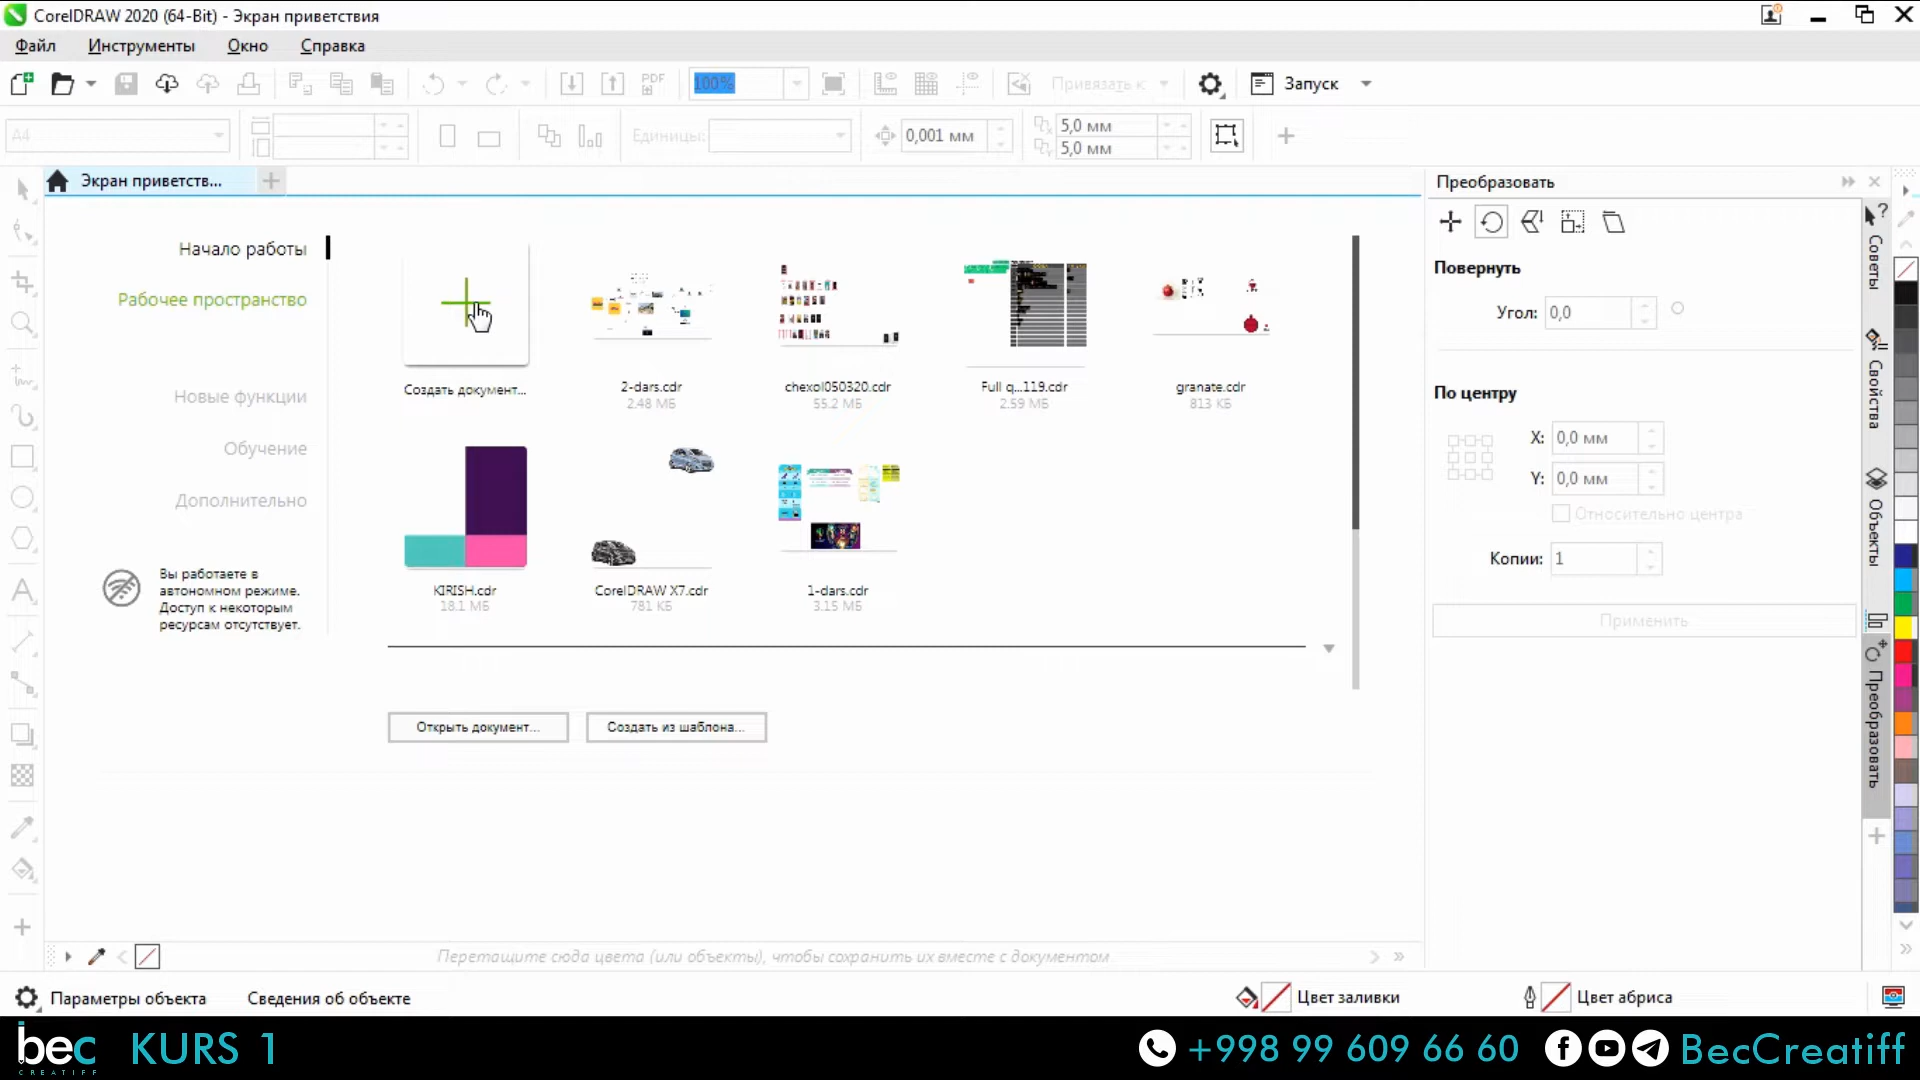 CorelDRAW 2020 (64-Bit) - Экран приветствия
Файл Инструменты Окно Справка
PDF 100% Привязать к Запуск
A4 Единицы: 0,001 мм 5,0 мм
5,0 мм
Экран приветств...
Начало работы
Рабочее пространство
Новые функции
Обучение
Дополнительно
Вы работаете в
автономном режиме.
Доступ к некоторым
ресурсам отсутствует.
Создать документ...
2-dars.cdr
2.48 МБ
chexol050320.cdr
55.2 МБ
Full q...119.cdr
2.59 МБ
granate.cdr
813 КБ
KIRISH.cdr
18.1 МБ
CorelDRAW X7.cdr
781 КБ
1-dars.cdr
3.15 МБ
Открыть документ...
Создать из шаблона...
Преобразовать
Повернуть
Угол: 0,0
По центру
X: 0,0 мм
Y: 0,0 мм
Относительно центра
Копии: 1
Применить
Советы
Свойства
Объекты
Преобразовать
Перетащите сюда цвета (или объекты), чтобы сохранить их вместе с документом
Параметры объекта Сведения об объекте Цвет заливки Цвет абриса
bec KURS 1 +998 99 609 66 60 BecCreatiff
CREATIFF